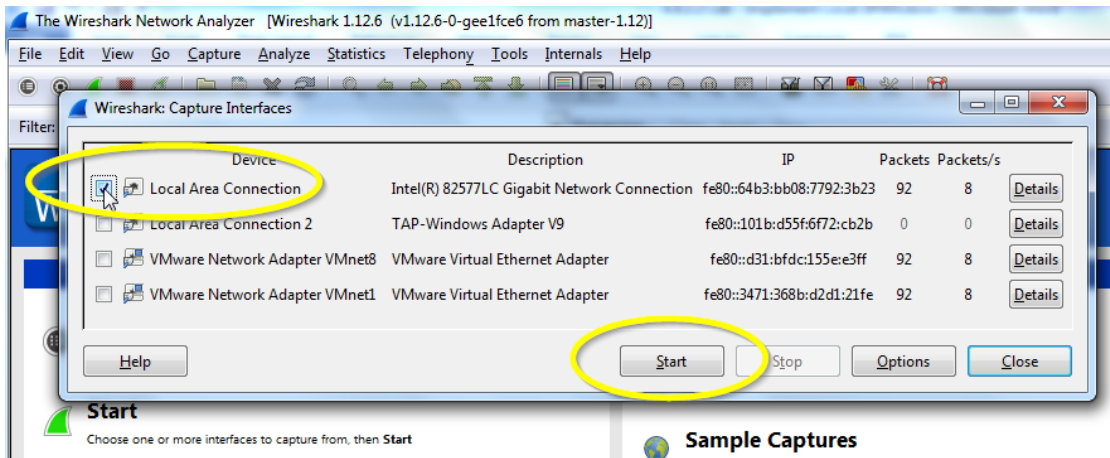 The Wireshark Network Analyzer [Wireshark 1.12.6 (v1.12.6-0-gee1fce6 from master-1.12)]
File Edit View Go Capture Analyze Statistics Telephony Tools Internals Help
Wireshark: Capture Interfaces
Filter:
Device Description IP Packets Packets/s
Local Area Connection Intel(R) 82577LC Gigabit Network Connection fe80::64b3:bb08:7792:3b23 92 8 Details
Local Area Connection 2 TAP-Windows Adapter V9 fe80::101b:d55f:6f72:cb2b 0 0 Details
VMware Network Adapter VMnet8 VMware Virtual Ethernet Adapter fe80::d31:bfdc:155e:e3ff 92 8 Details
VMware Network Adapter VMnet1 VMware Virtual Ethernet Adapter fe80::3471:368b:d2d1:21fe 92 8 Details
Help Start Stop Options Close
Start
Choose one or more interfaces to capture from, then Start
Sample Captures